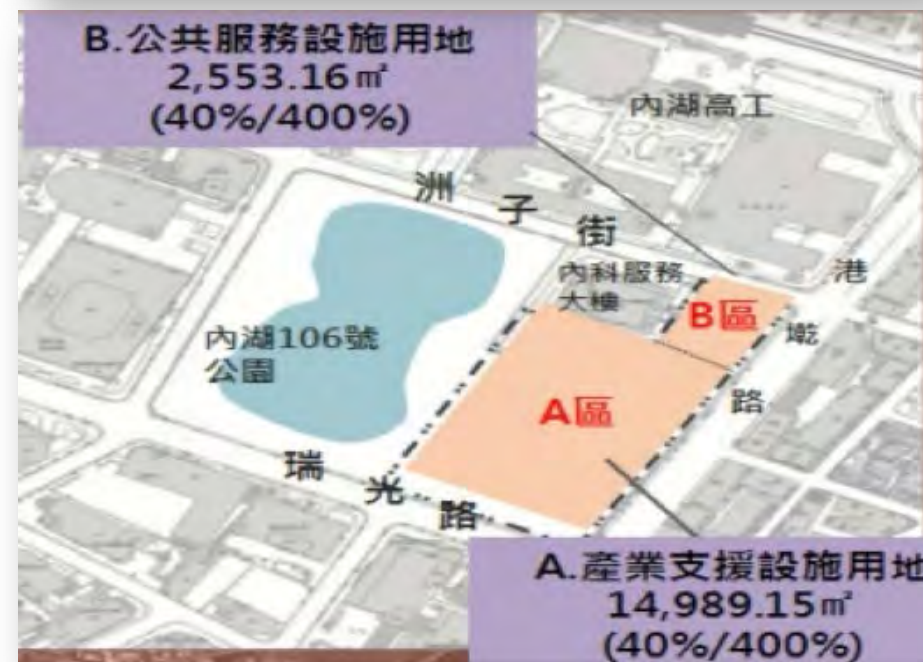 B.公共服務設施用地
2,553.16㎡
(40%/400%)
內湖高工
洲子街
港墘路
內科服務
大樓
B區
內湖106號
公園
A區
瑞光路
A.產業支援設施用地
14,989.15㎡
(40%/400%)